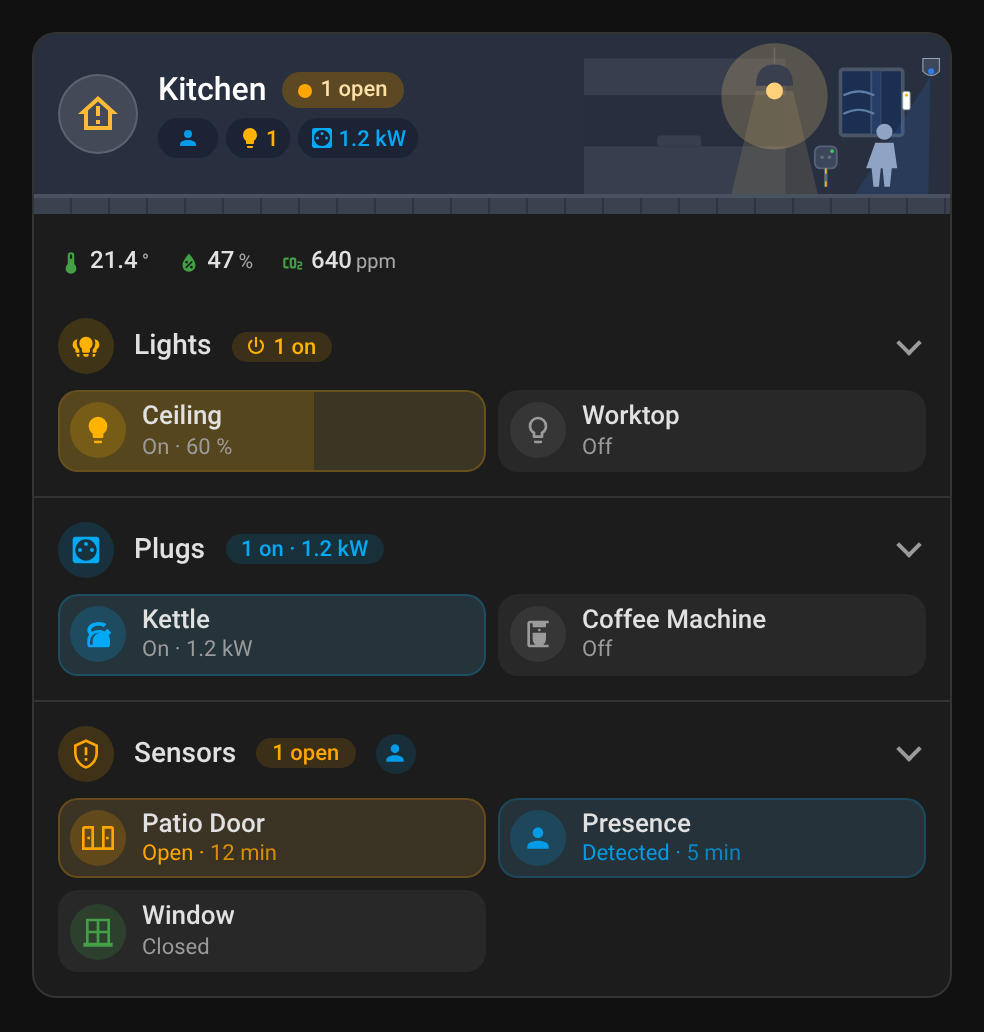 Kitchen 1 open
1 1.2 kW
21.4 ° 47 % CO₂ 640 ppm
Lights 1 on
Ceiling
On · 60 %
Worktop
Off
Plugs 1 on · 1.2 kW
Kettle
On · 1.2 kW
Coffee Machine
Off
Sensors 1 open
Patio Door
Open · 12 min
Presence
Detected · 5 min
Window
Closed